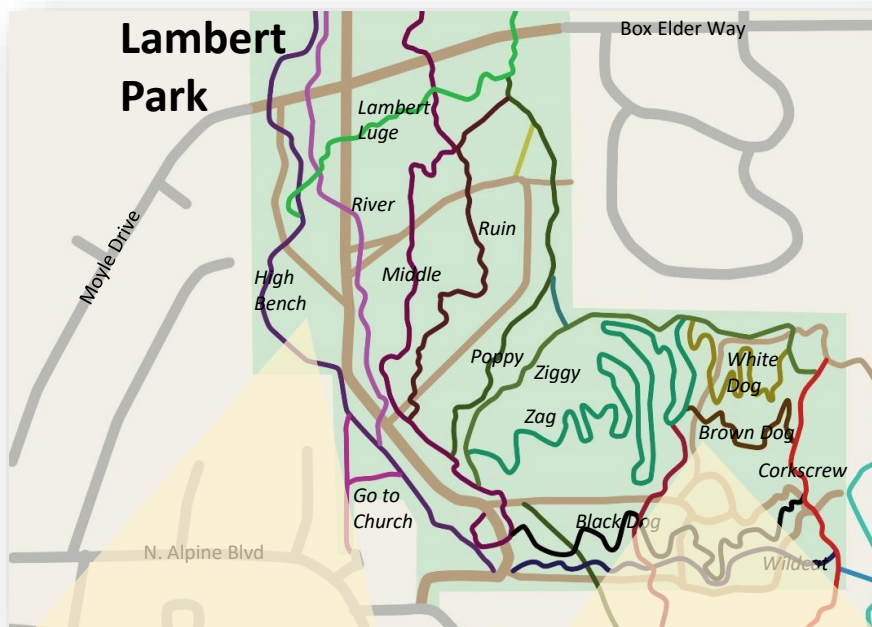 Lambert
Park
Box Elder Way
Lambert
Luge
River
Ruin
Moyle Drive
High
Bench
Middle
Poppy
Ziggy
Zag
White
Dog
Brown Dog
Corkscrew
Go to
Church
Black Dog
N. Alpine Blvd
Wildcat